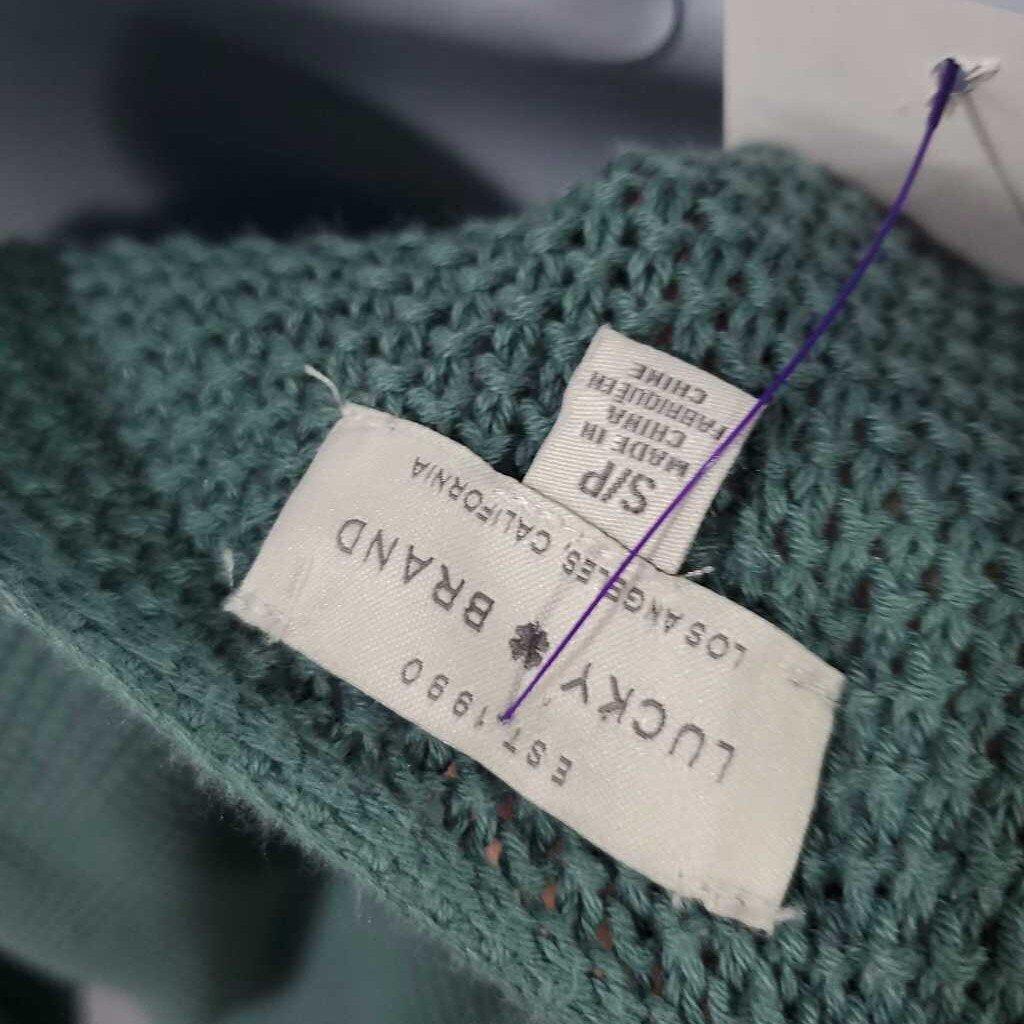 EST. 1990
LUCKY BRAND
LOS ANGELES, CALIFORNIA
S/P
MADE IN
CHINA
FABRIQUÉ EN
CHINE